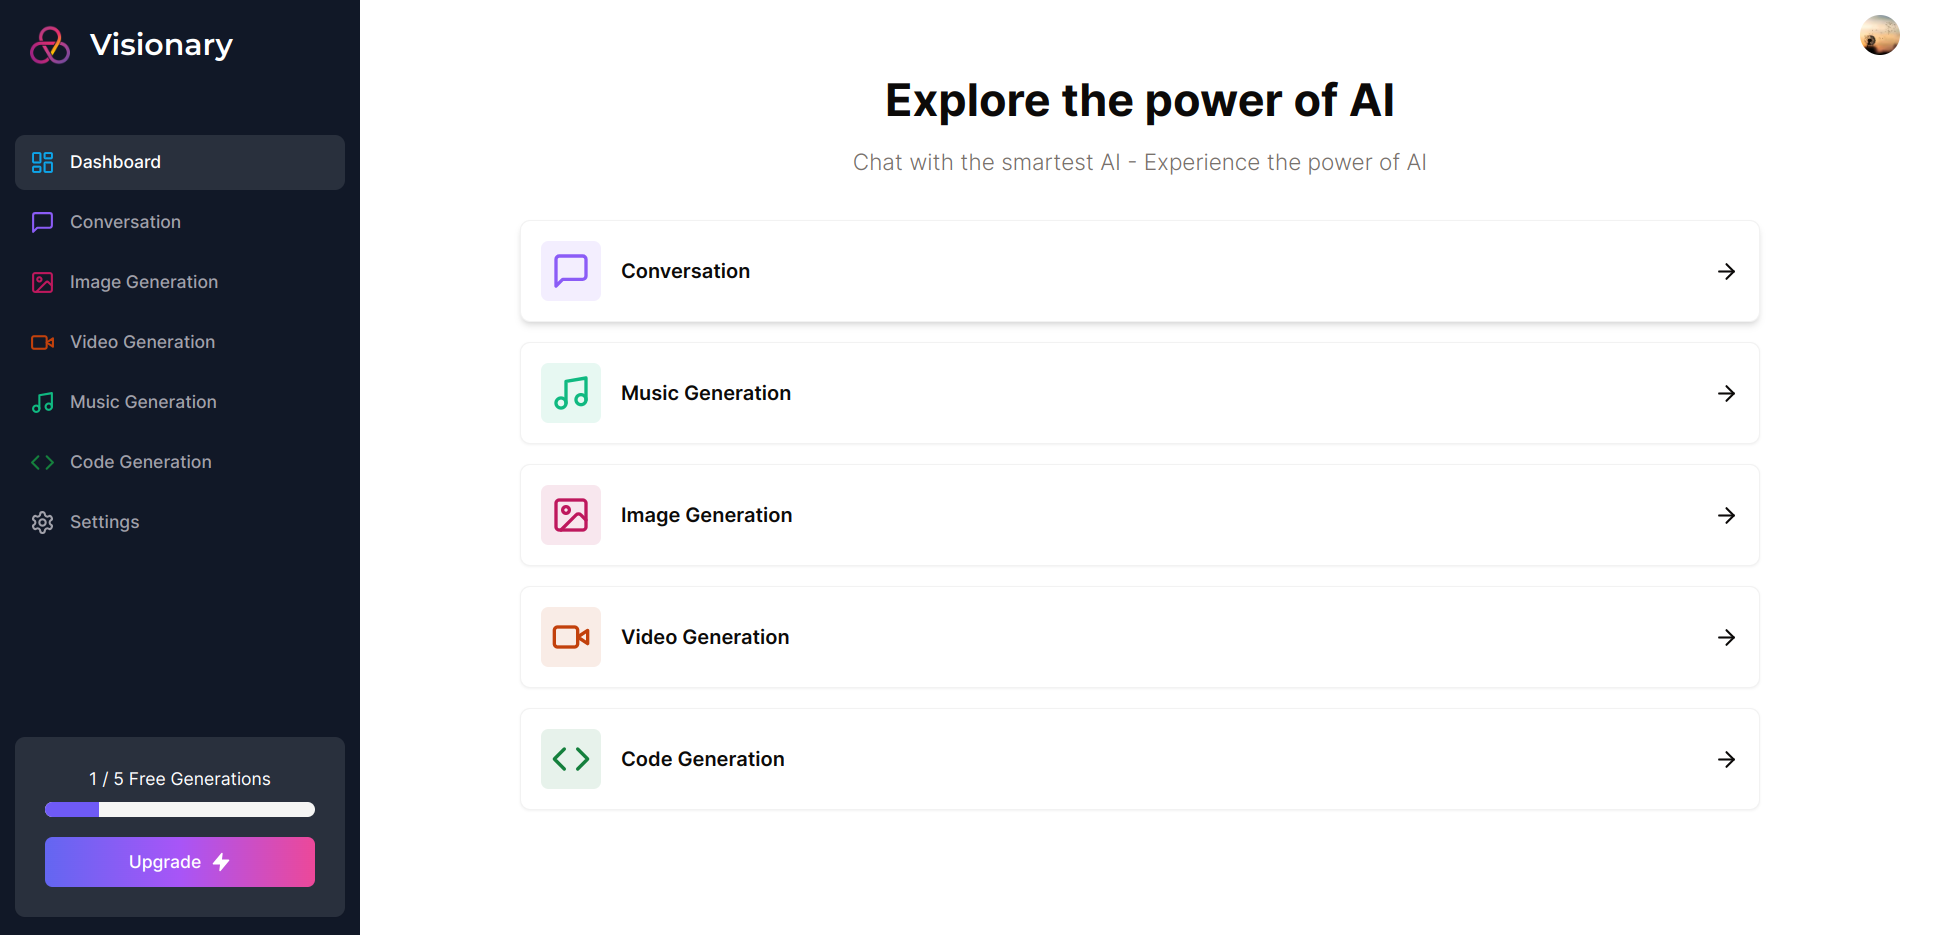 Visionary
Dashboard
Conversation
Image Generation
Video Generation
Music Generation
Code Generation
Settings
1 / 5 Free Generations
Upgrade
Explore the power of AI
Chat with the smartest AI - Experience the power of AI
Conversation
Music Generation
Image Generation
Video Generation
Code Generation